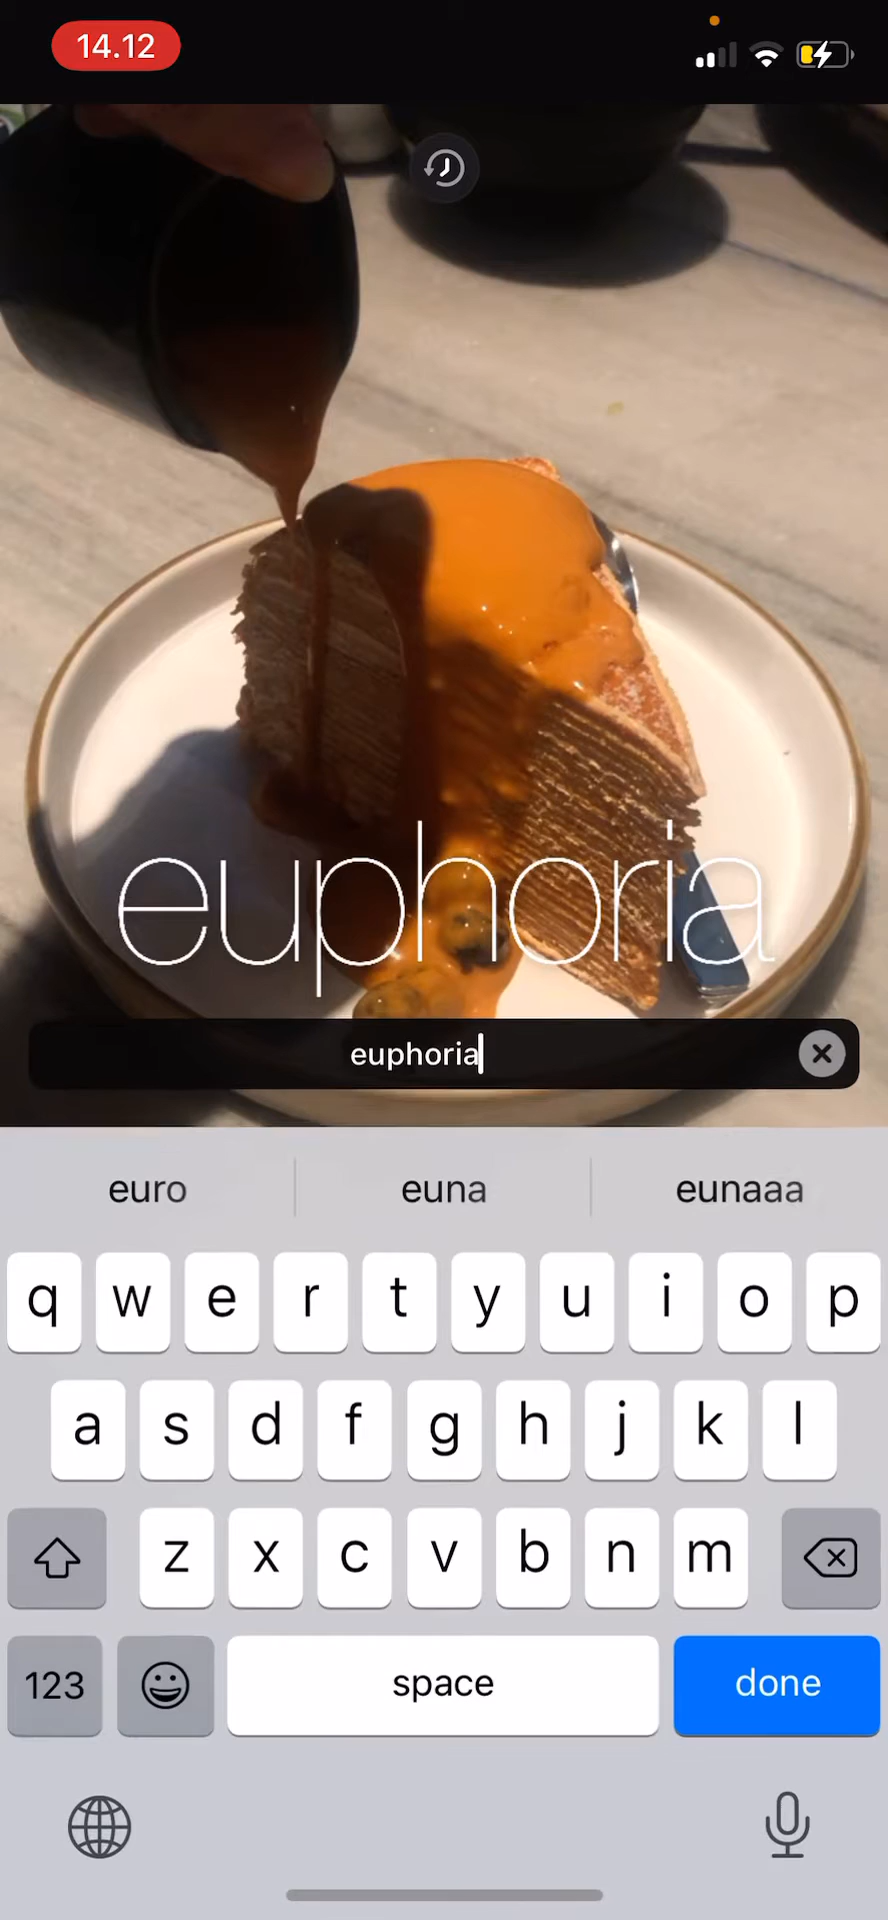 14.12
euphoria
euphoria
euro euna eunaaa
q w e r t y u i o p
a s d f g h j k l
z x c v b n m
123 space done